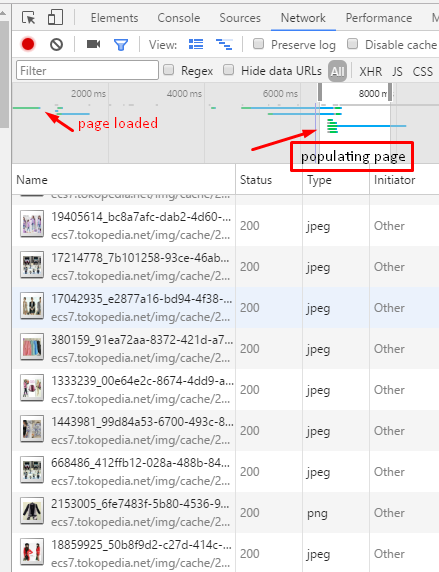 Elements Console Sources Network Timeline
View: Preserve log Disable cache
Filter Regex Hide data URLs All XHR JS CSS
2000 ms 4000 ms 6000 ms 8000 ms
page loaded
populating page
Name Status Type Initiator
ecs7.tokopedia.net/img/cache/2...
19405614_bc8a7afc-dab2-4d60-... 200 jpeg Other
ecs7.tokopedia.net/img/cache/2...
17214778_7b101258-93ce-46ab... 200 jpeg Other
ecs7.tokopedia.net/img/cache/2...
17042935_e2877a16-bd94-4f38-... 200 jpeg Other
ecs7.tokopedia.net/img/cache/2...
380159_91ea72aa-8372-421d-a7... 200 jpeg Other
ecs7.tokopedia.net/img/cache/2...
1333239_00e64e2c-8674-4dd9-a... 200 jpeg Other
ecs7.tokopedia.net/img/cache/2...
1443981_99d84a53-6700-493c-8... 200 jpeg Other
ecs7.tokopedia.net/img/cache/2...
668486_412ffb12-028a-488b-84... 200 jpeg Other
ecs7.tokopedia.net/img/cache/2...
2153005_6fe7483f-5b80-4536-9... 200 png Other
ecs7.tokopedia.net/img/cache/2...
18859925_50b8f9d2-c27d-414c-... 200 jpeg Other
ecs7.tokopedia.net/img/cache/2...